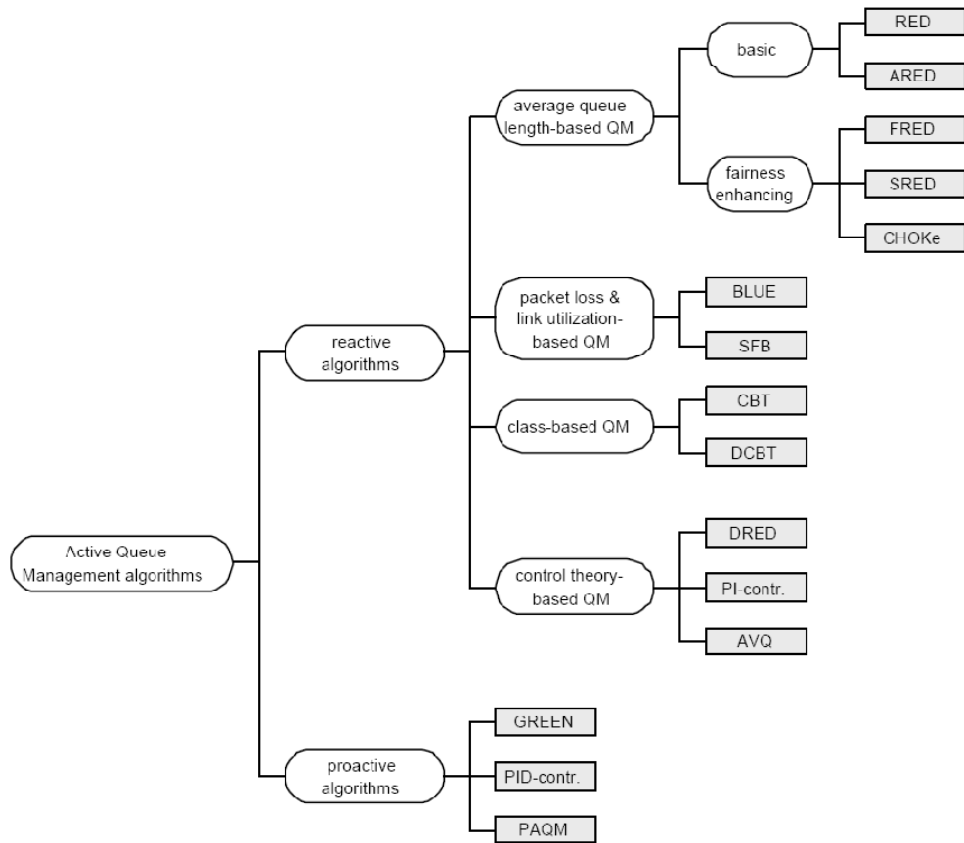 RED
basic
ARED
average queue
length-based QM
FRED
fairness
enhancing
SRED
CHOKe
packet loss &
link utilization-
based QM
BLUE
SFB
reactive
algorithms
CBT
class-based QM
DCBT
Active Queue
Management algorithms
DRED
control theory-
based QM
PI-contr.
AVQ
GREEN
proactive
algorithms
PID-contr.
PAQM